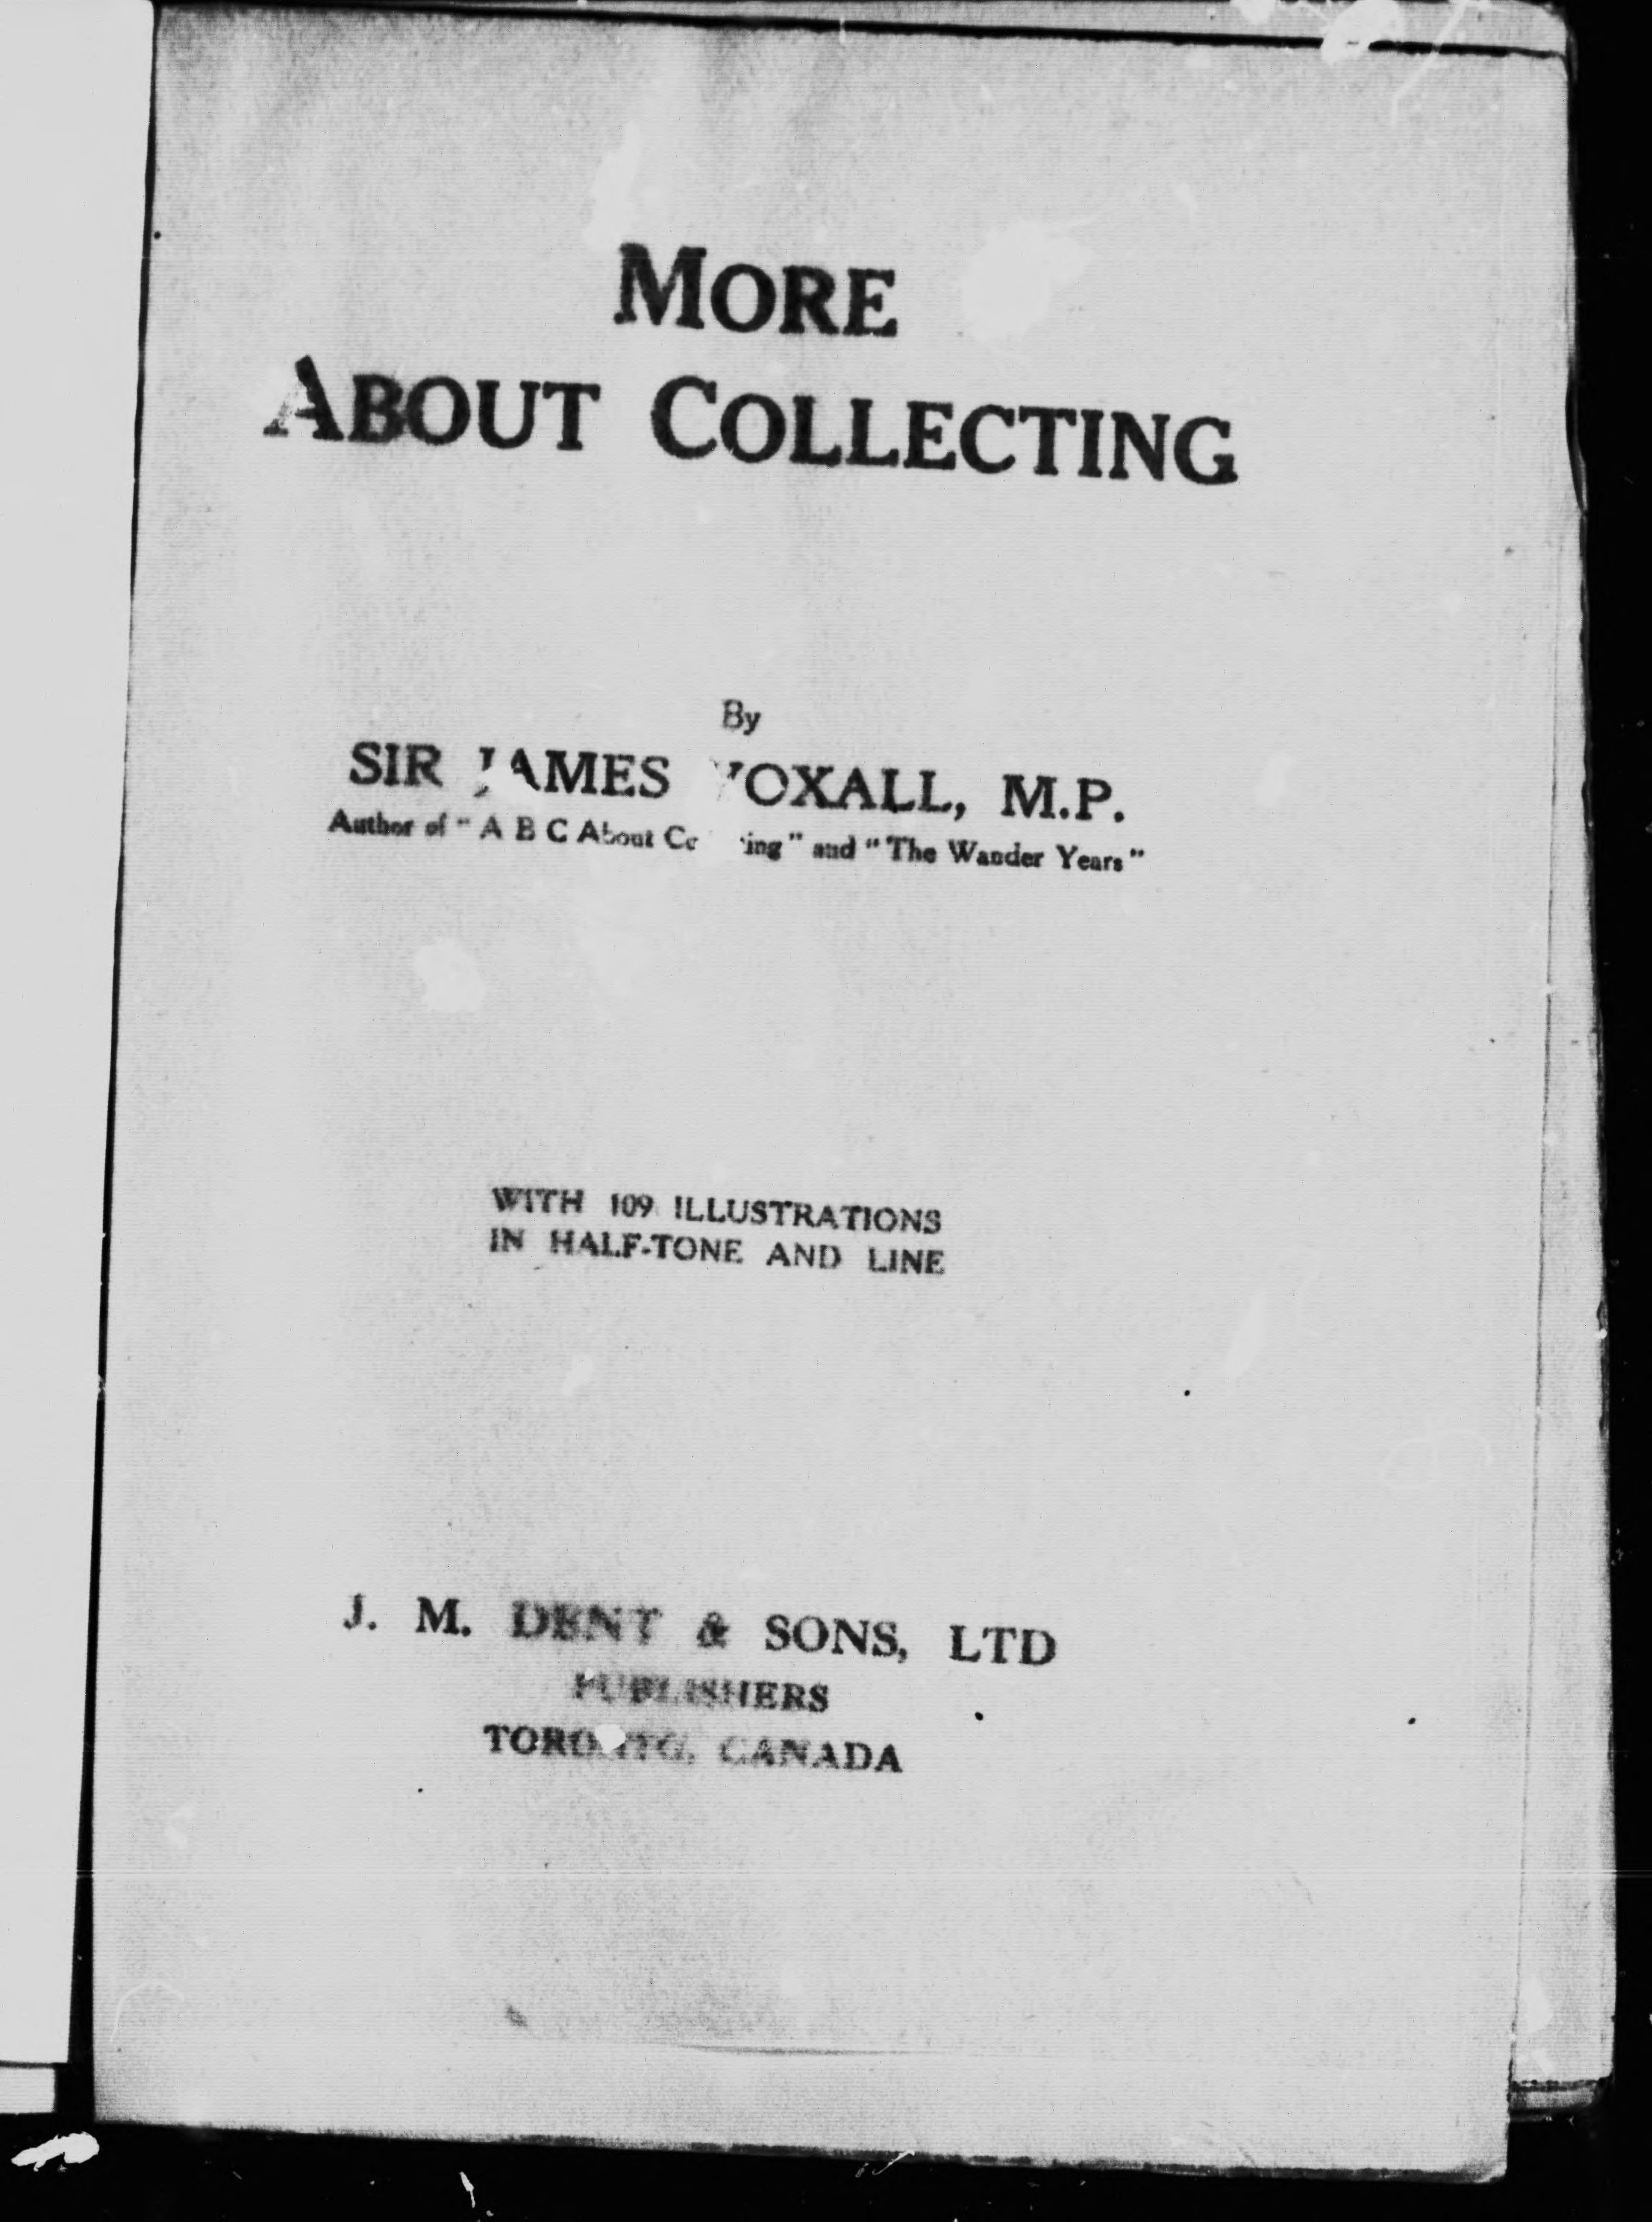 MORE
ABOUT COLLECTING
By
SIR JAMES YOXALL, M.P.
Author of "A B C About Collecting" and "The Wander Years"
WITH 109 ILLUSTRATIONS
IN HALF-TONE AND LINE
J. M. DENT & SONS, LTD
PUBLISHERS
TORONTO, CANADA